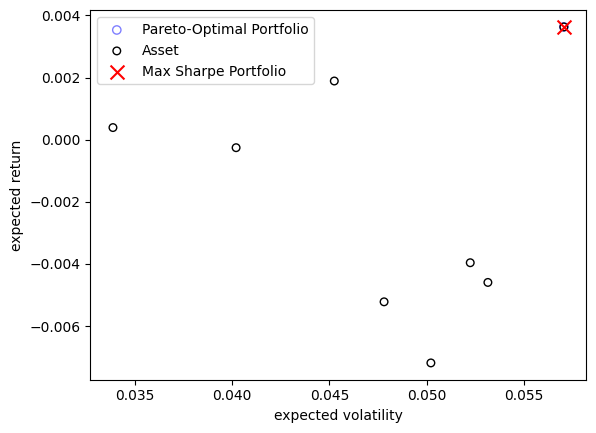 Pareto-Optimal Portfolio
Asset
Max Sharpe Portfolio
0.004
0.002
0.000
−0.002
−0.004
−0.006
expected return
0.035 0.040 0.045 0.050 0.055
expected volatility